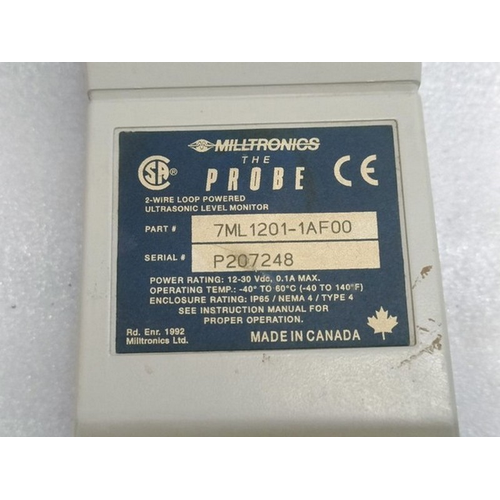 MILLTRONICS
THE
PROBE
SA ® CE
2-WIRE LOOP POWERED
ULTRASONIC LEVEL MONITOR
PART # 7ML1201-1AF00
SERIAL # P207248
POWER RATING: 12-30 Vdc, 0.1A MAX.
OPERATING TEMP.: -40° TO 60°C (-40 TO 140°F)
ENCLOSURE RATING: IP65 / NEMA 4 / TYPE 4
SEE INSTRUCTION MANUAL FOR
PROPER OPERATION.
Rd. Enr. 1992
Milltronics Ltd.
MADE IN CANADA